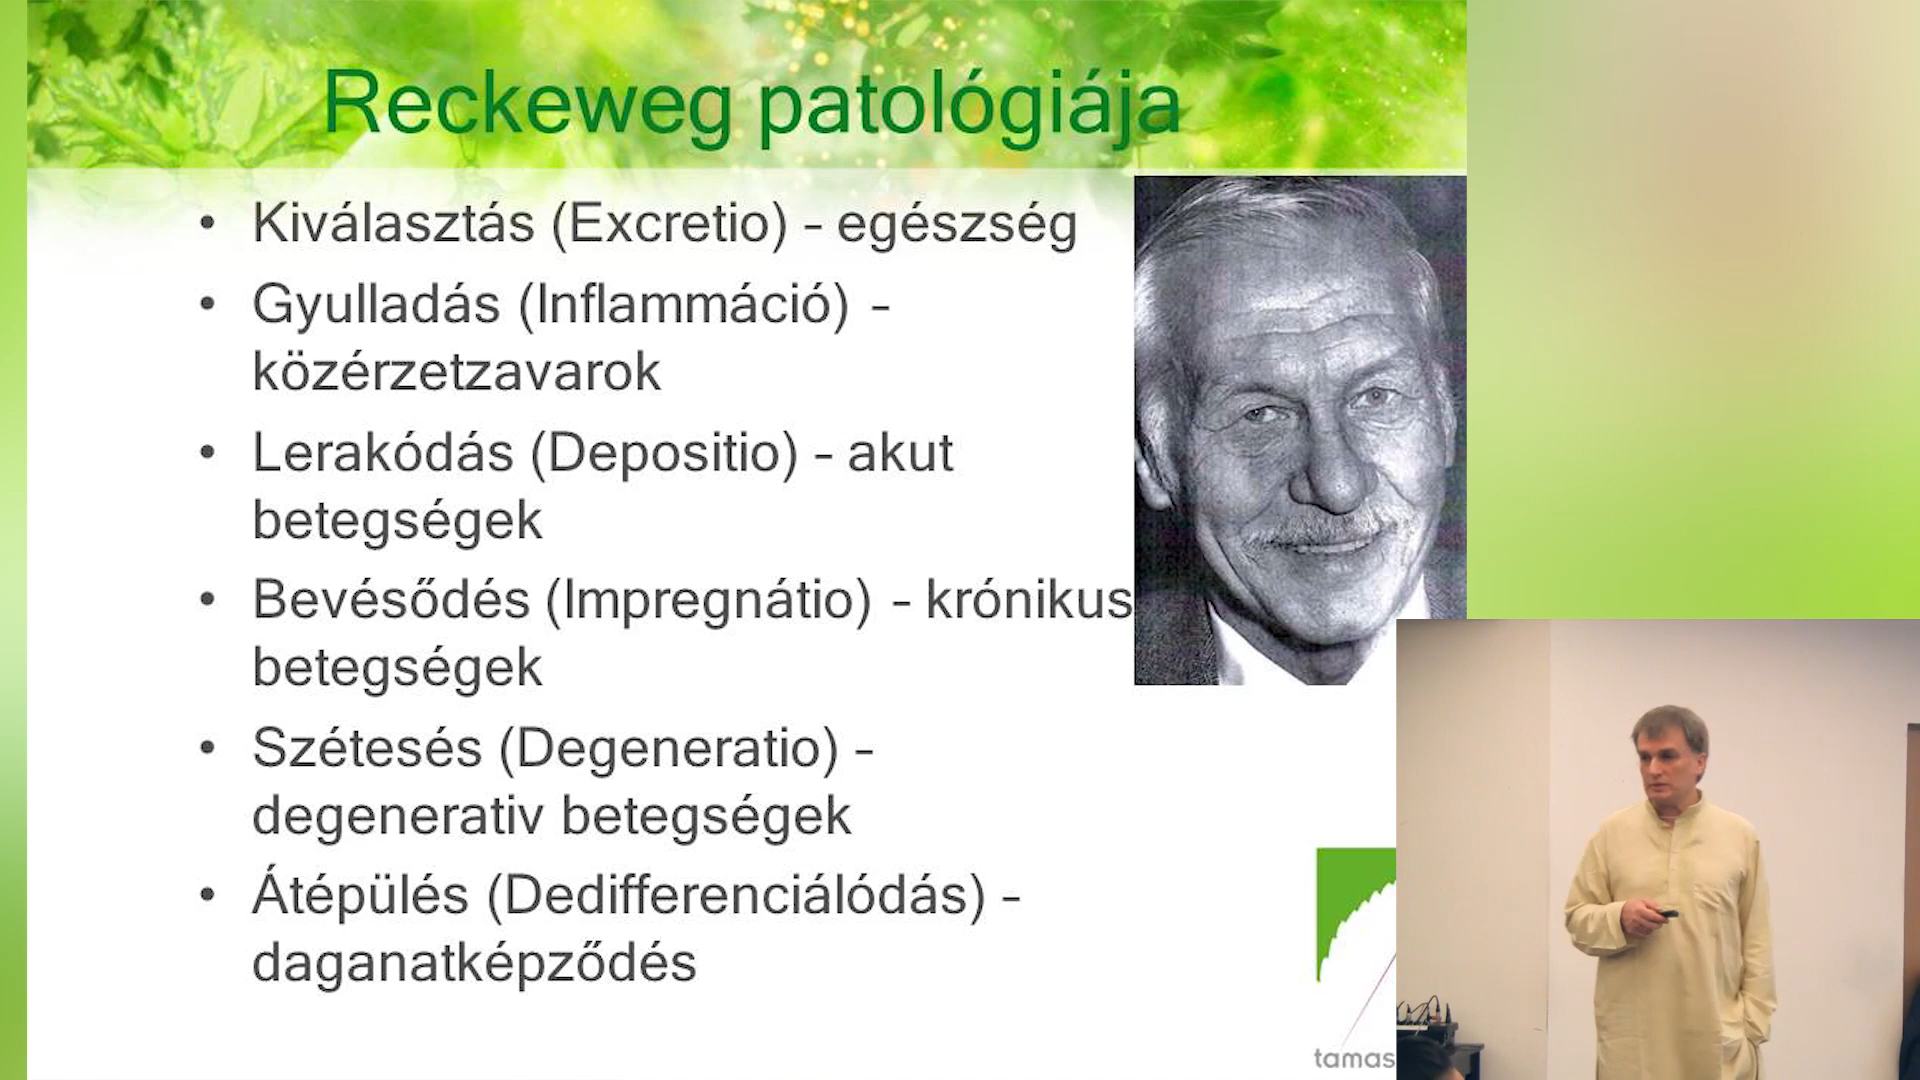 Reckeweg patológiája
• Kiválasztás (Excretio) – egészség
• Gyulladás (Inflammáció) –
közérzetzavarok
• Lerakódás (Depositio) – akut
betegségek
• Bevésődés (Impregnátio) – krónikus
betegségek
• Szétesés (Degeneratio) –
degenerativ betegségek
• Átépülés (Dedifferenciálódás) –
daganatképződés
tamas